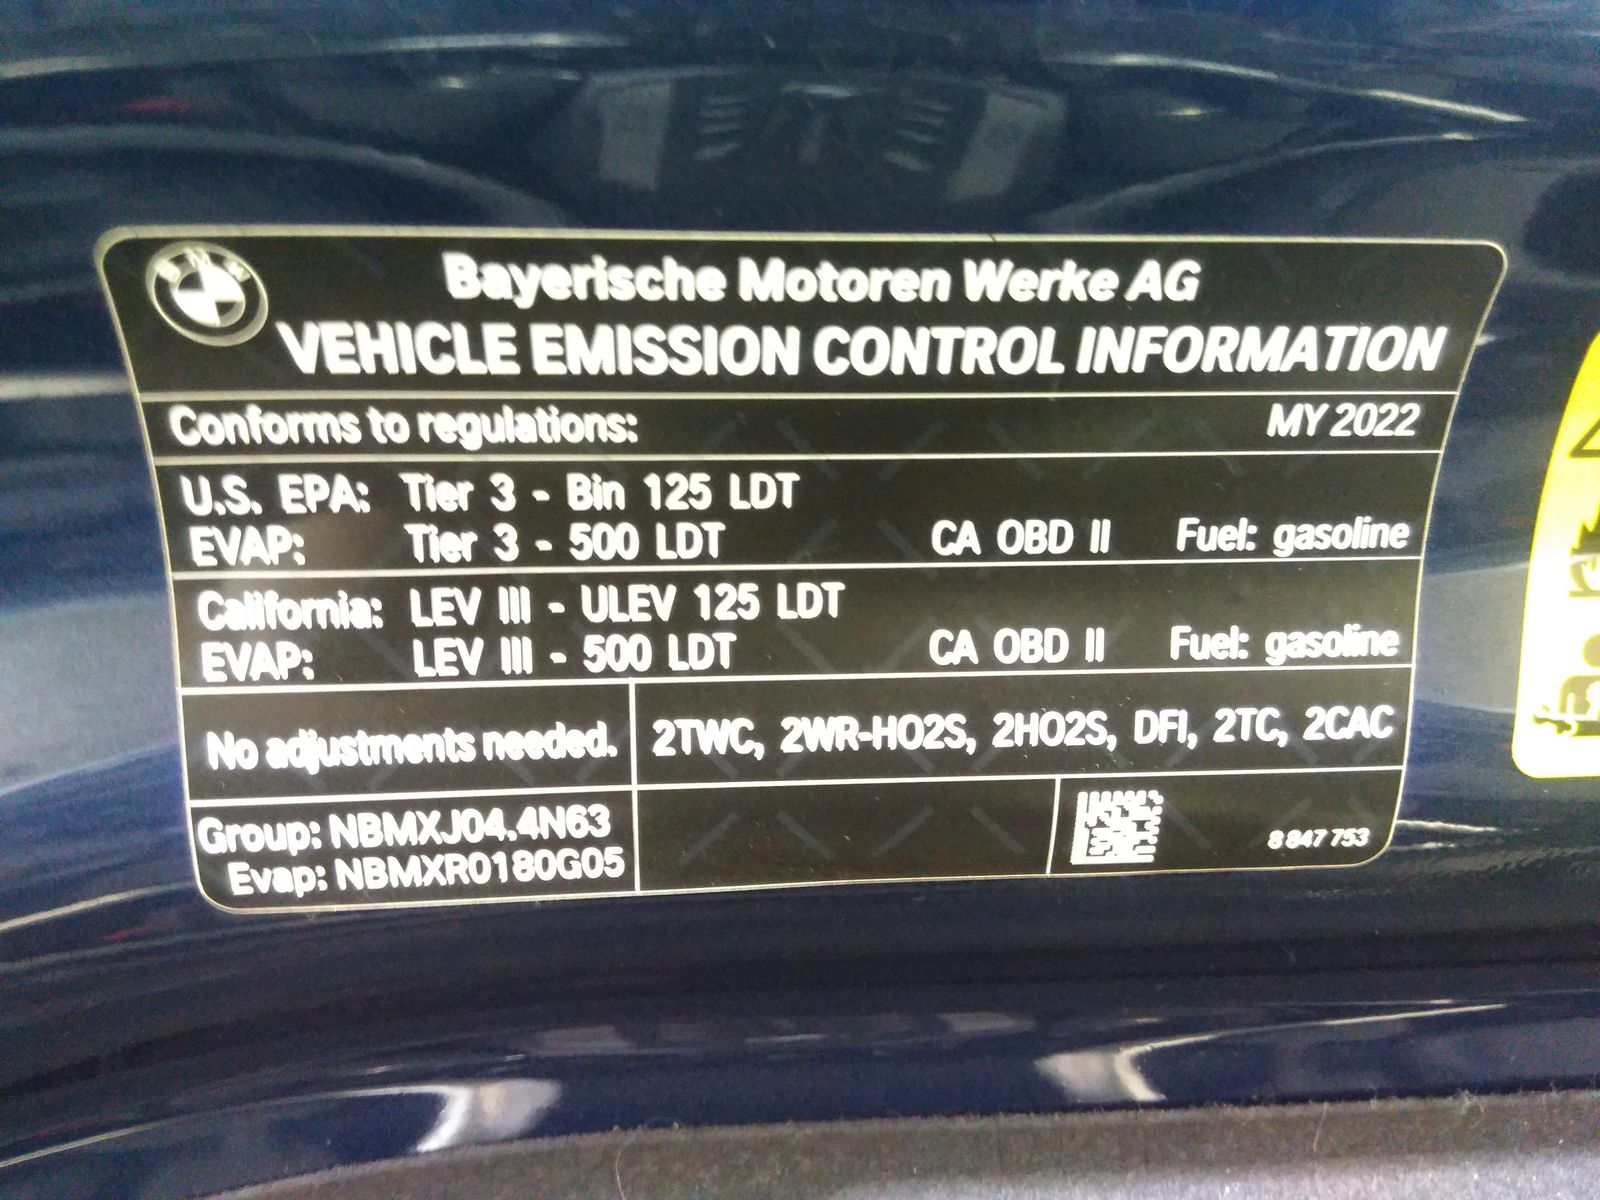 BMW
Bayerische Motoren Werke AG
VEHICLE EMISSION CONTROL INFORMATION
Conforms to regulations: MY 2022
U.S. EPA: Tier 3 - Bin 125 LDT
EVAP: Tier 3 - 500 LDT CA OBD II Fuel: gasoline
California: LEV III - ULEV 125 LDT
EVAP: LEV III - 500 LDT CA OBD II Fuel: gasoline
No adjustments needed. 2TWC, 2WR-HO2S, 2HO2S, DFI, 2TC, 2CAC
Group: NBMXJ04.4N63
Evap: NBMXR0180G05
8 847 753